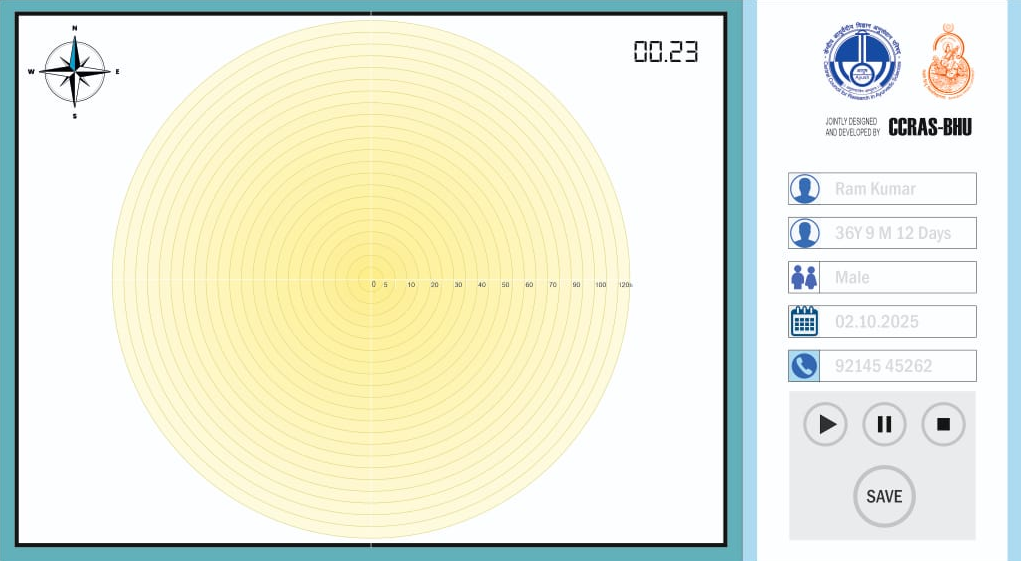 N
W
E
S
00.23
0 5 10 20 30 40 50 60 70 80 90 100 120
केन्द्रीय आयुर्वेदीय विज्ञान अनुसंधान परिषद
Central Council for Research in Ayurvedic Sciences
JOINTLY DESIGNED
AND DEVELOPED BY
CCRAS-BHU
Ram Kumar
36Y 9 M 12 Days
Male
02.10.2025
92145 45262
SAVE